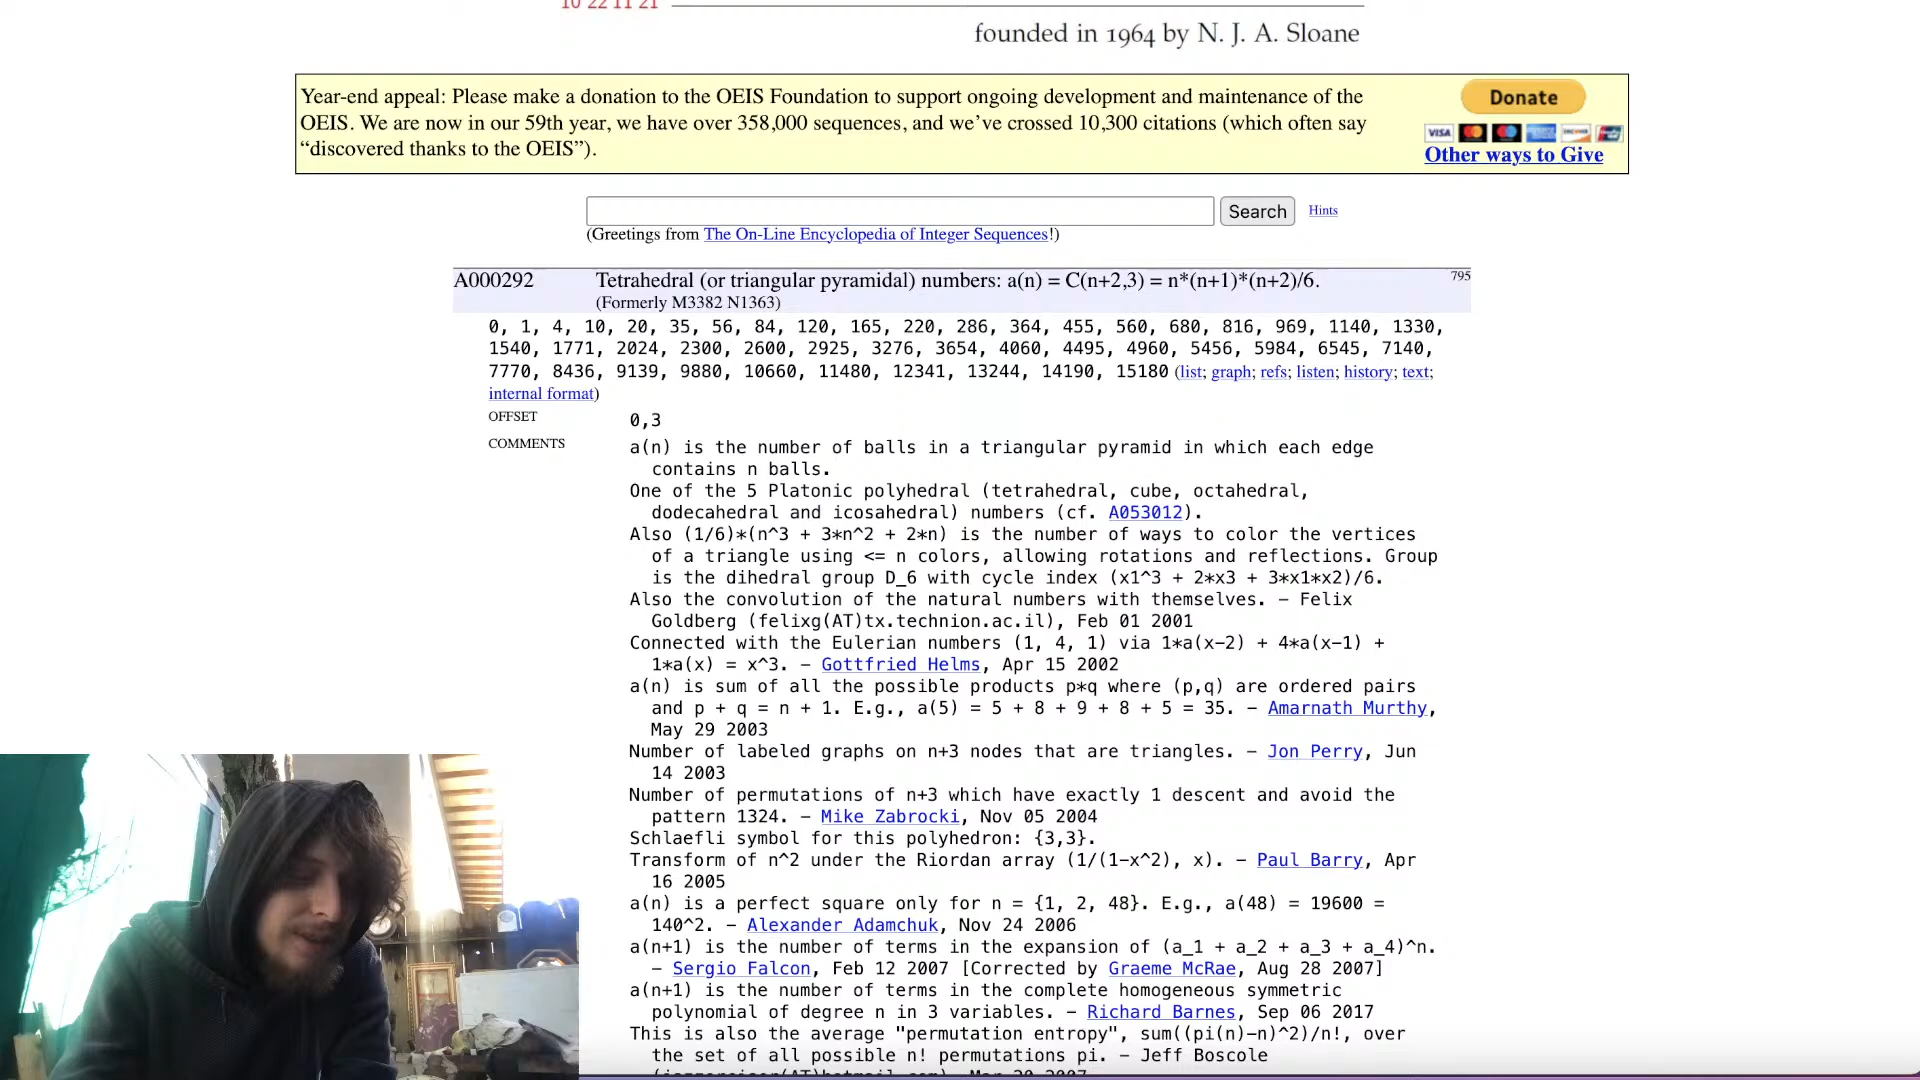 10 22 11 21
founded in 1964 by N. J. A. Sloane
Year-end appeal: Please make a donation to the OEIS Foundation to support ongoing development and maintenance of the
OEIS. We are now in our 59th year, we have over 358,000 sequences, and we've crossed 10,300 citations (which often say
“discovered thanks to the OEIS”).
Donate
VISA
Other ways to Give
Search
Hints
(Greetings from The On-Line Encyclopedia of Integer Sequences!)
A000292 Tetrahedral (or triangular pyramidal) numbers: a(n) = C(n+2,3) = n*(n+1)*(n+2)/6. 795
(Formerly M3382 N1363)
0, 1, 4, 10, 20, 35, 56, 84, 120, 165, 220, 286, 364, 455, 560, 680, 816, 969, 1140, 1330,
1540, 1771, 2024, 2300, 2600, 2925, 3276, 3654, 4060, 4495, 4960, 5456, 5984, 6545, 7140,
7770, 8436, 9139, 9880, 10660, 11480, 12341, 13244, 14190, 15180 (list; graph; refs; listen; history; text;
internal format)
OFFSET 0,3
COMMENTS a(n) is the number of balls in a triangular pyramid in which each edge
contains n balls.
One of the 5 Platonic polyhedral (tetrahedral, cube, octahedral,
dodecahedral and icosahedral) numbers (cf. A053012).
Also (1/6)*(n^3 + 3*n^2 + 2*n) is the number of ways to color the vertices
of a triangle using <= n colors, allowing rotations and reflections. Group
is the dihedral group D_6 with cycle index (x1^3 + 2*x3 + 3*x1*x2)/6.
Also the convolution of the natural numbers with themselves. - Felix
Goldberg (felixg(AT)tx.technion.ac.il), Feb 01 2001
Connected with the Eulerian numbers (1, 4, 1) via 1*a(x-2) + 4*a(x-1) +
1*a(x) = x^3. - Gottfried Helms, Apr 15 2002
a(n) is sum of all the possible products p*q where (p,q) are ordered pairs
and p + q = n + 1. E.g., a(5) = 5 + 8 + 9 + 8 + 5 = 35. - Amarnath Murthy,
May 29 2003
Number of labeled graphs on n+3 nodes that are triangles. - Jon Perry, Jun
14 2003
Number of permutations of n+3 which have exactly 1 descent and avoid the
pattern 1324. - Mike Zabrocki, Nov 05 2004
Schlaefli symbol for this polyhedron: {3,3}.
Transform of n^2 under the Riordan array (1/(1-x^2), x). - Paul Barry, Apr
16 2005
a(n) is a perfect square only for n = {1, 2, 48}. E.g., a(48) = 19600 =
140^2. - Alexander Adamchuk, Nov 24 2006
a(n+1) is the number of terms in the expansion of (a_1 + a_2 + a_3 + a_4)^n.
- Sergio Falcon, Feb 12 2007 [Corrected by Graeme McRae, Aug 28 2007]
a(n+1) is the number of terms in the complete homogeneous symmetric
polynomial of degree n in 3 variables. - Richard Barnes, Sep 06 2017
This is also the average "permutation entropy", sum((pi(n)-n)^2)/n!, over
the set of all possible n! permutations pi. - Jeff Boscole